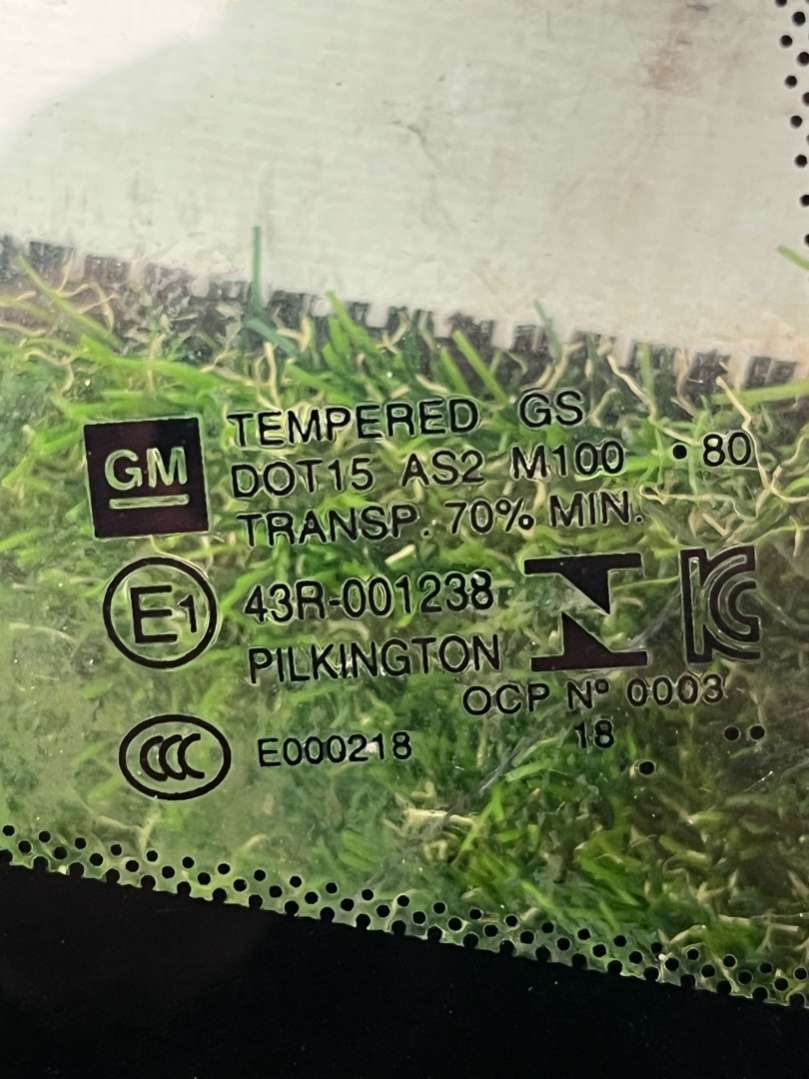 GM
TEMPERED GS
DOT15 AS2 M100 •80
TRANSP. 70% MIN.
E1 43R-001238
PILKINGTON
OCP Nº 0003
CCC E000218 18